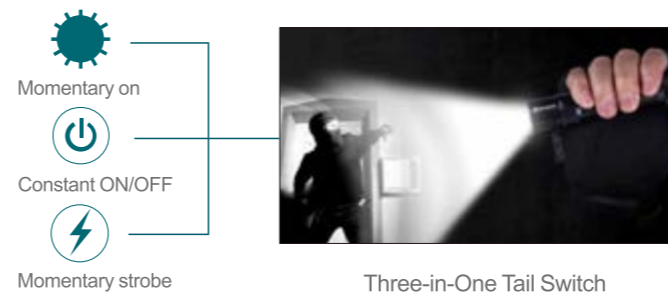 Momentary on
Constant ON/OFF
Momentary strobe
Three-in-One Tail Switch